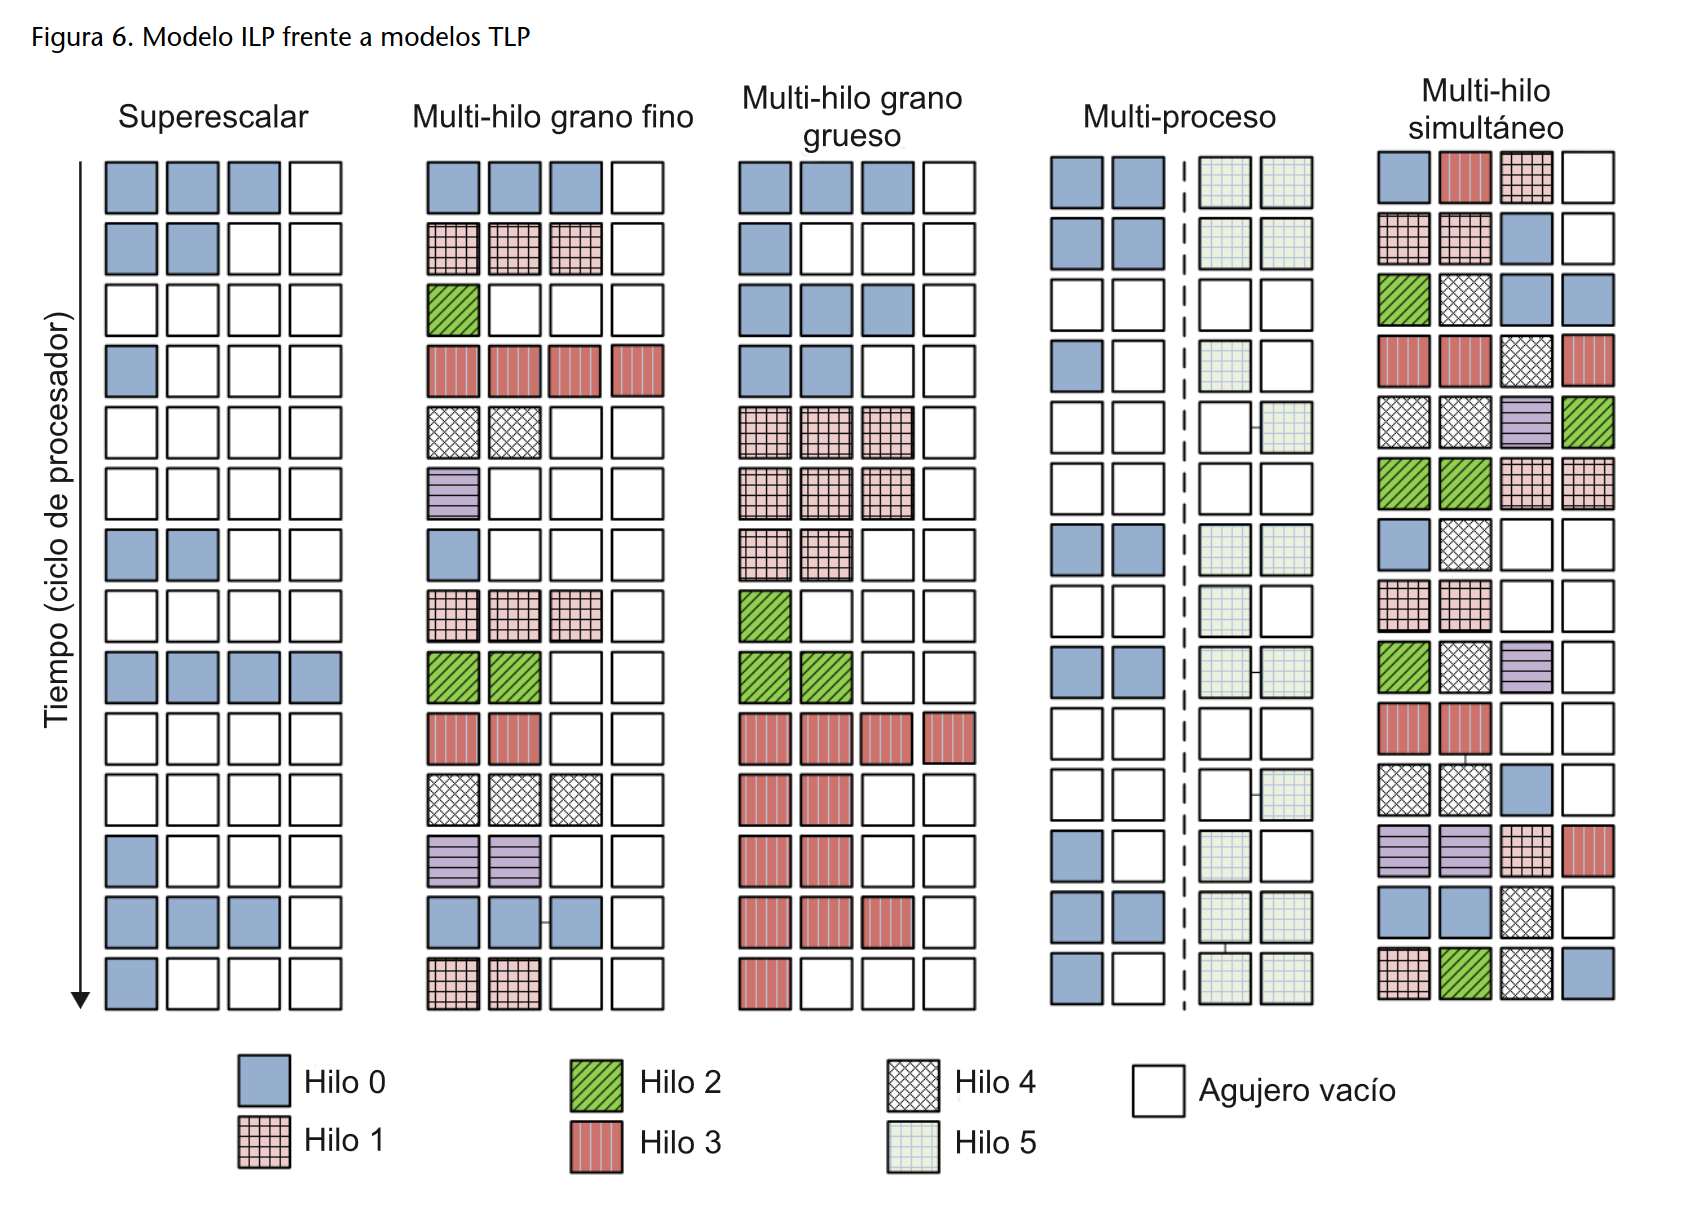 Figura 6. Modelo ILP frente a modelos TLP
Superescalar
Multi-hilo grano fino
Multi-hilo grano
grueso
Multi-proceso
Multi-hilo
simultáneo
Tiempo (ciclo de procesador)
Hilo 0
Hilo 2
Hilo 4
Agujero vacío
Hilo 1
Hilo 3
Hilo 5